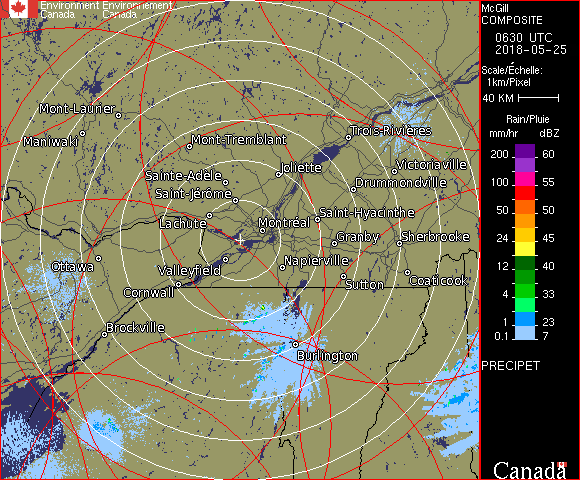 Environment Environnement
Canada Canada
McGill
COMPOSITE
0630 UTC
2018-05-25
Scale/Échelle:
1km/Pixel
40 KM
Rain/Pluie
mm/hr dBZ
200 60
150 57
100 55
50 50
24 45
12 40
4 33
1 23
0.1 7
PRECIPET
Canada
Mont-Laurier
Maniwaki
Mont-Tremblant
Trois-Rivières
Joliette
Victoriaville
Sainte-Adèle
Drummondville
Saint-Jérôme
Saint-Hyacinthe
Lachute
Montréal
Granby
Sherbrooke
Ottawa
Valleyfield
Napierville
Cornwall
Sutton
Coaticook
Brockville
Burlington